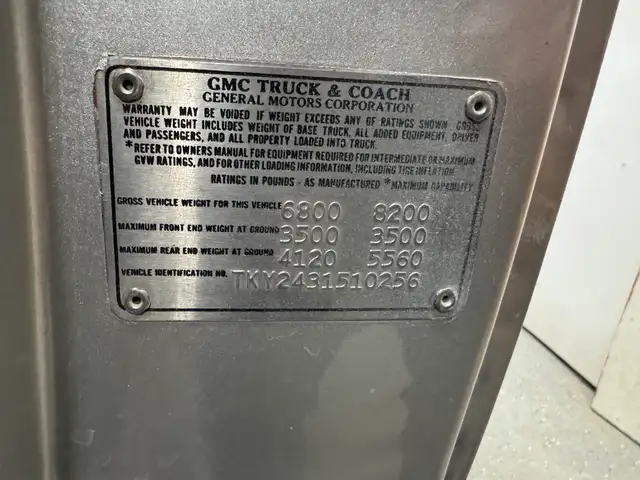 GMC TRUCK & COACH
GENERAL MOTORS CORPORATION
WARRANTY MAY BE VOIDED IF WEIGHT EXCEEDS ANY OF RATINGS SHOWN. GROSS
VEHICLE WEIGHT INCLUDES WEIGHT OF BASE TRUCK, ALL ADDED EQUIPMENT, DRIVER
AND PASSENGERS, AND ALL PROPERTY LOADED INTO TRUCK.
*REFER TO OWNERS MANUAL FOR EQUIPMENT REQUIRED FOR INTERMEDIATE OR MAXIMUM
GVW RATINGS, AND FOR OTHER LOADING INFORMATION, INCLUDING TIRE INFLATION.
RATINGS IN POUNDS - AS MANUFACTURED *MAXIMUM CAPABILITY
GROSS VEHICLE WEIGHT FOR THIS VEHICLE 6800 8200
MAXIMUM FRONT END WEIGHT AT GROUND 3500 3500
MAXIMUM REAR END WEIGHT AT GROUND 4120 5560
VEHICLE IDENTIFICATION NO. TKY2431510256